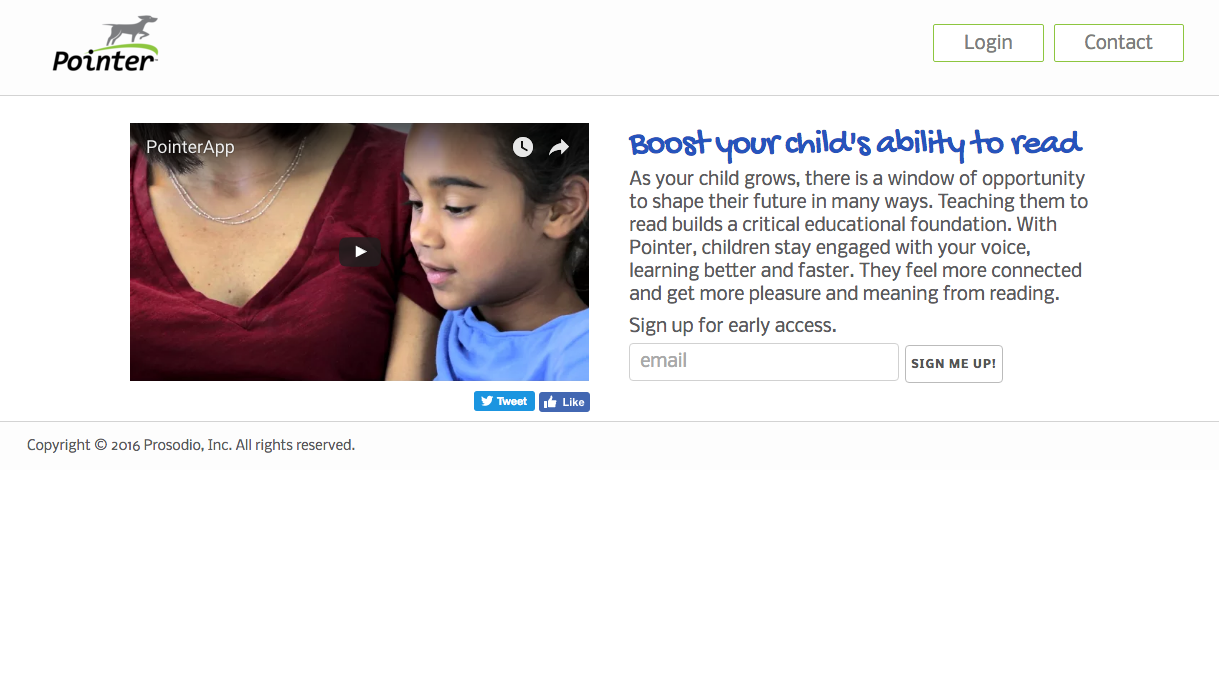 Pointer
Login
Contact
PointerApp
Boost your child's ability to read
As your child grows, there is a window of opportunity
to shape their future in many ways. Teaching them to
read builds a critical educational foundation. With
Pointer, children stay engaged with your voice,
learning better and faster. They feel more connected
and get more pleasure and meaning from reading.
Sign up for early access.
email
SIGN ME UP!
Tweet
Like
Copyright © 2016 Prosodio, Inc. All rights reserved.